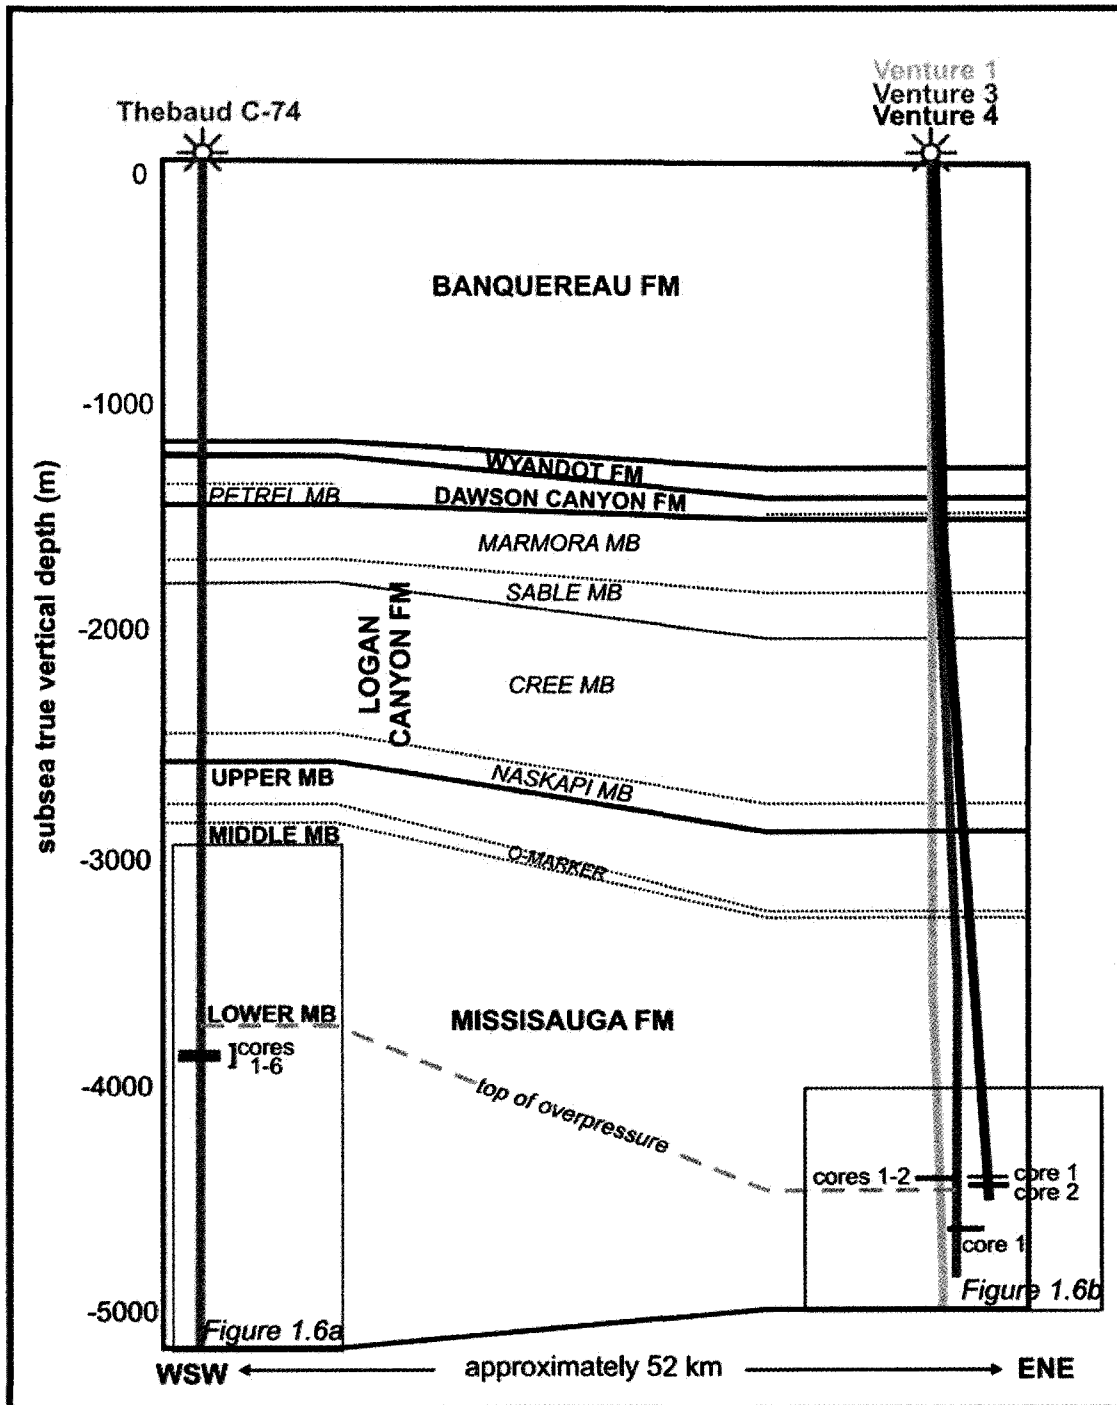 Venture 1
Venture 3
Venture 4
Thebaud C-74
0
BANQUEREAU FM
-1000
WYANDOT FM
PETREL MB
DAWSON CANYON FM
MARMORA MB
SABLE MB
-2000
LOGAN
CANYON FM
CREE MB
subsea true vertical depth (m)
UPPER MB
NASKAPI MB
MIDDLE MB
-3000
O-MARKER
LOWER MB
MISSISAUGA FM
cores
1-6
-4000
top of overpressure
cores 1-2
core 1
core 2
core 1
-5000
Figure 1.6a
Figure 1.6b
WSW
approximately 52 km
ENE